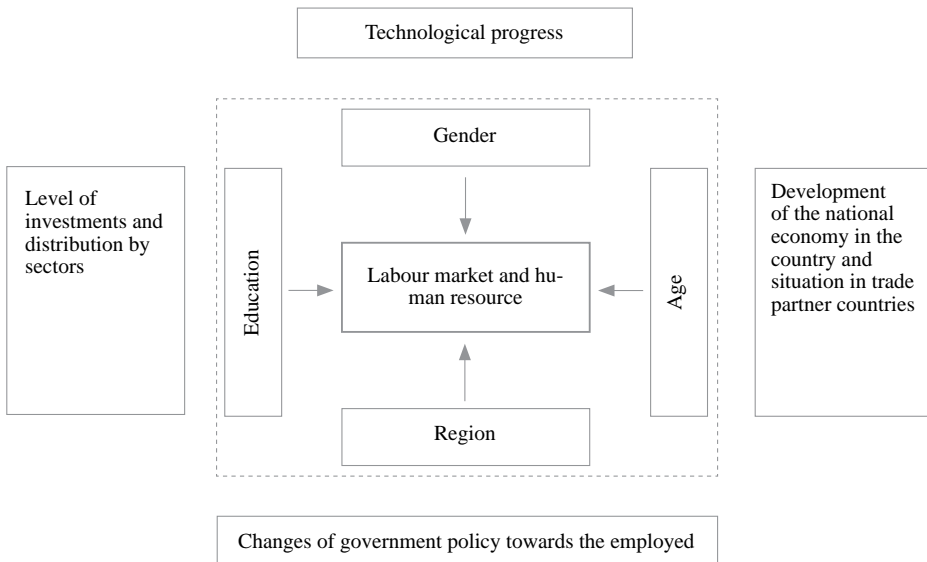 Technological progress
Gender
Level of
investments and
distribution by
sectors
Education
Labour market and hu-
man resource
Age
Development
of the national
economy in the
country and
situation in trade
partner countries
Region
Changes of government policy towards the employed